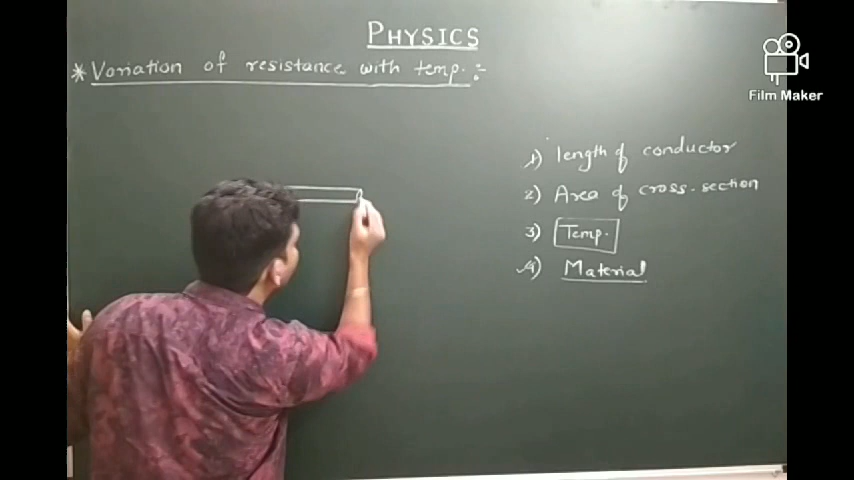 PHYSICS
* Variation of resistance with temp. :-
Film Maker
1) length of conductor
2) Area of cross-section
3) Temp.
4) Material